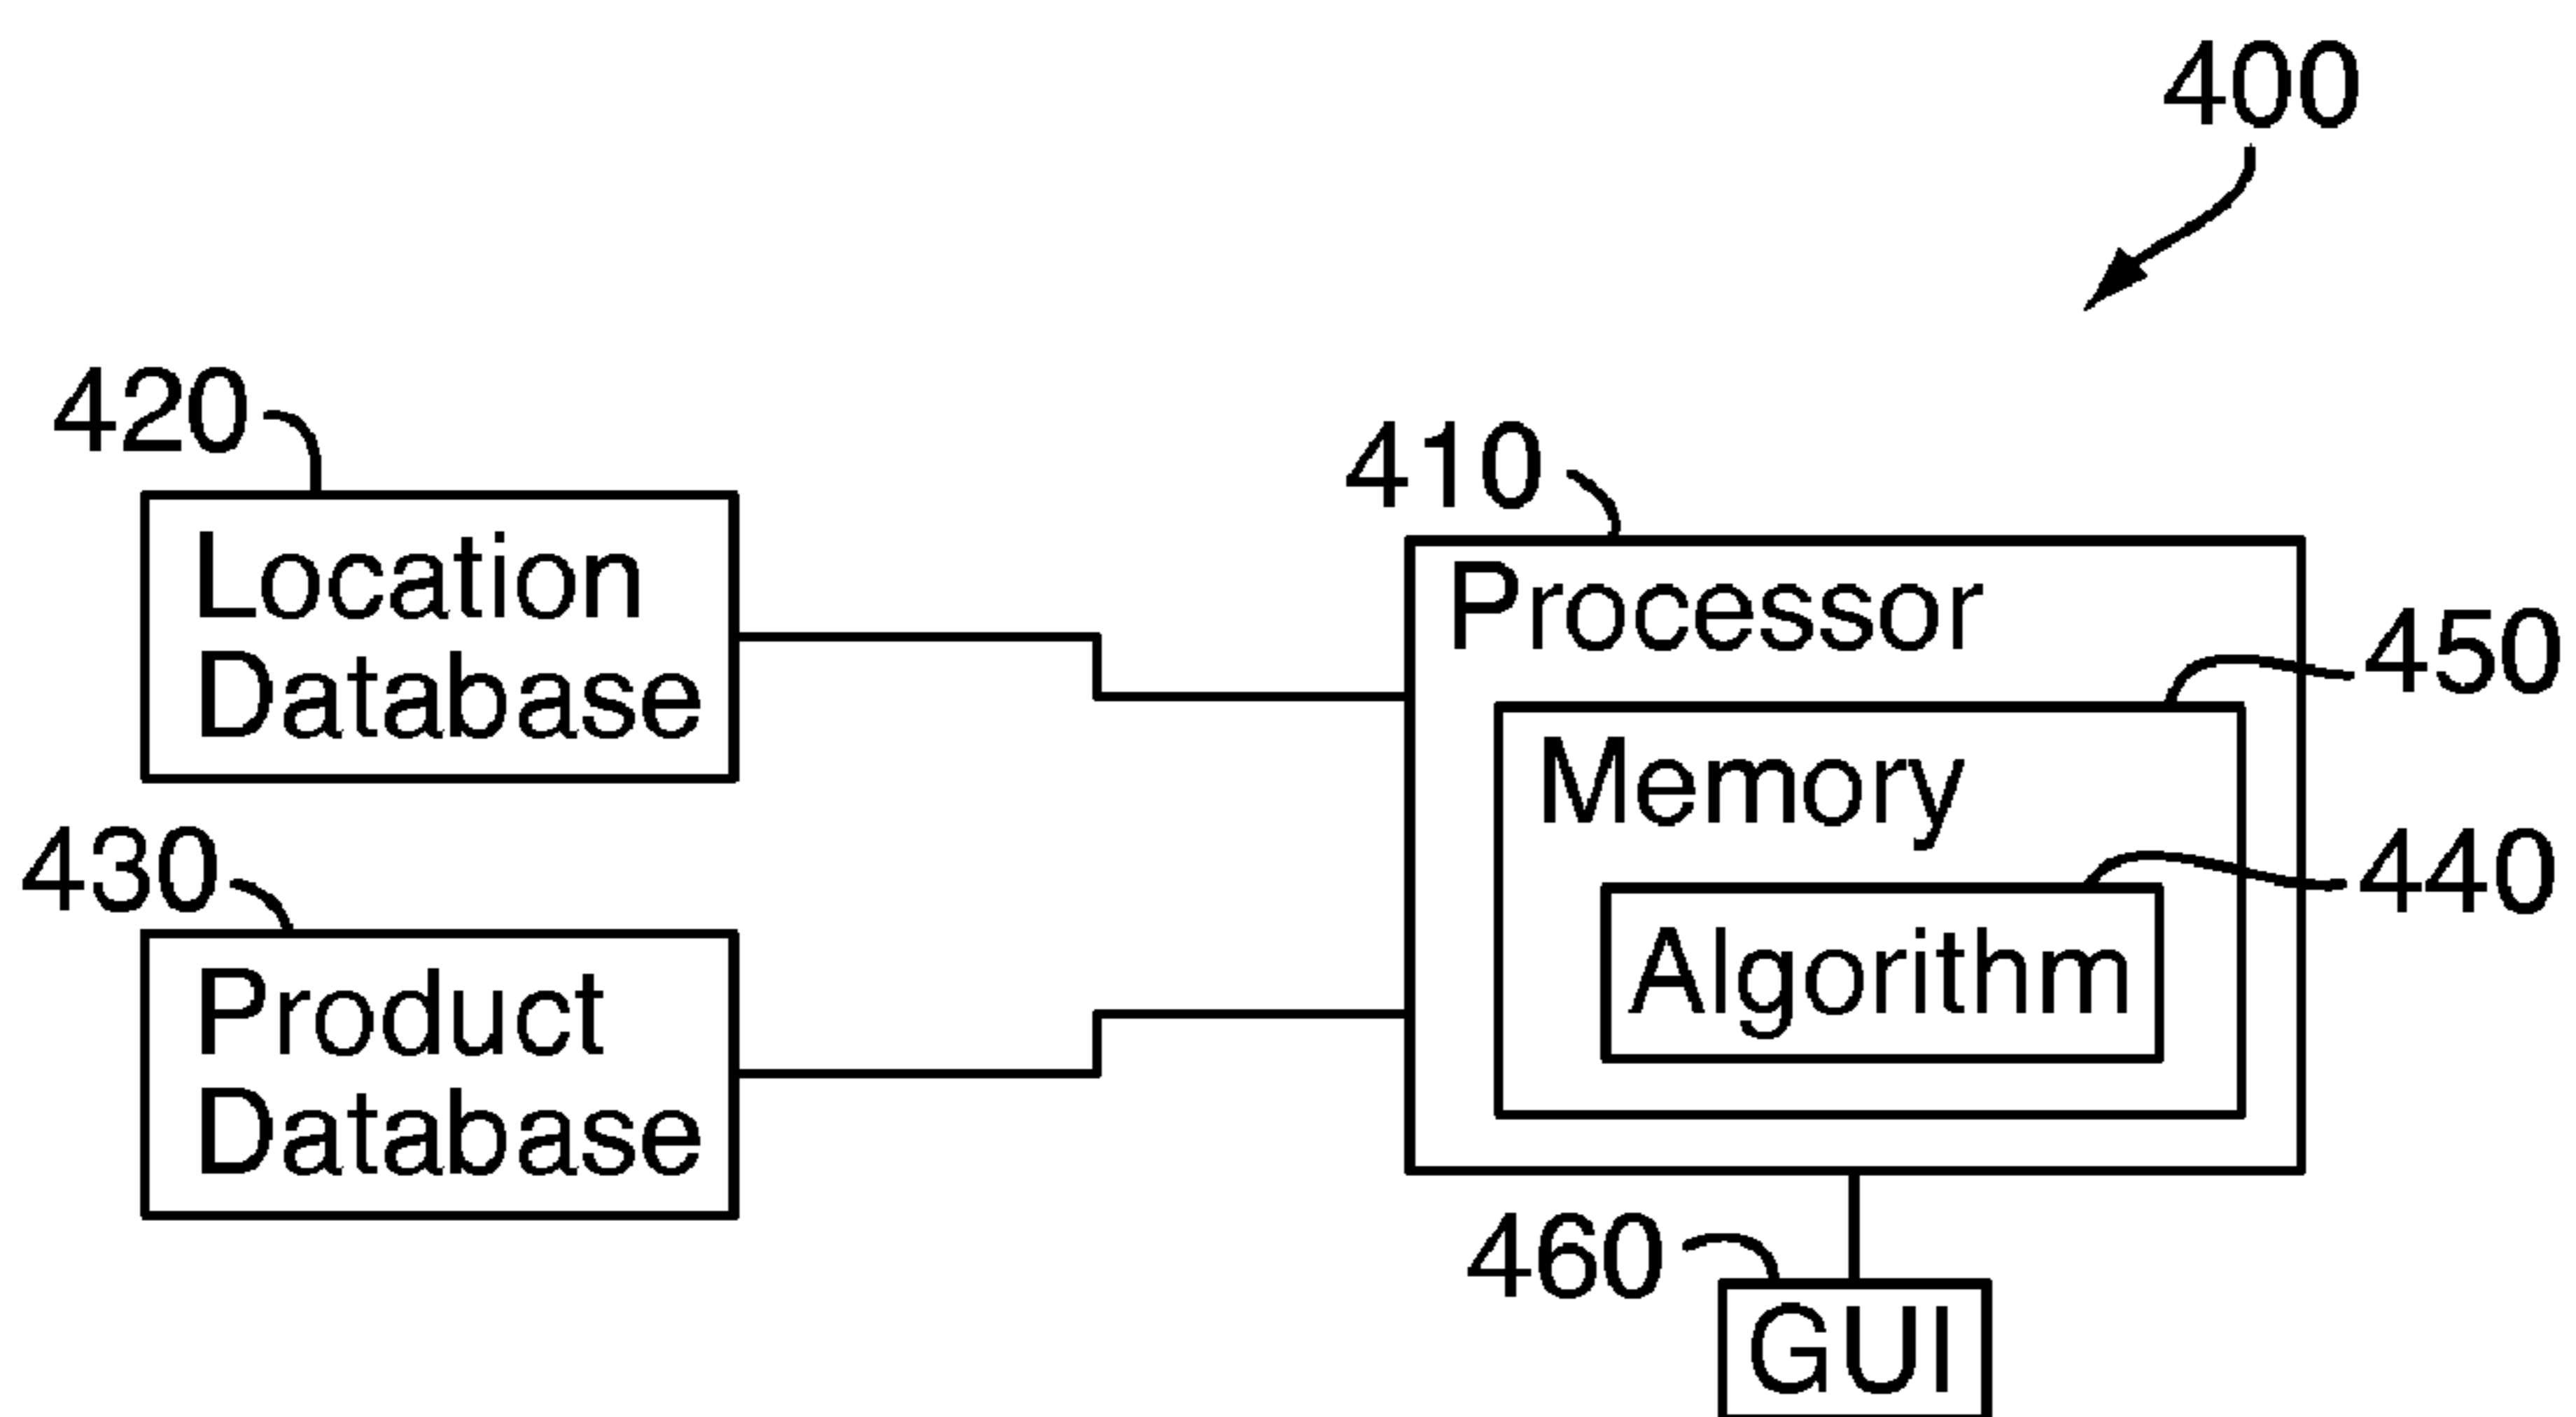 400
420
Location
Database
410
Processor
450
Memory
440
Algorithm
430
Product
Database
460
GUI